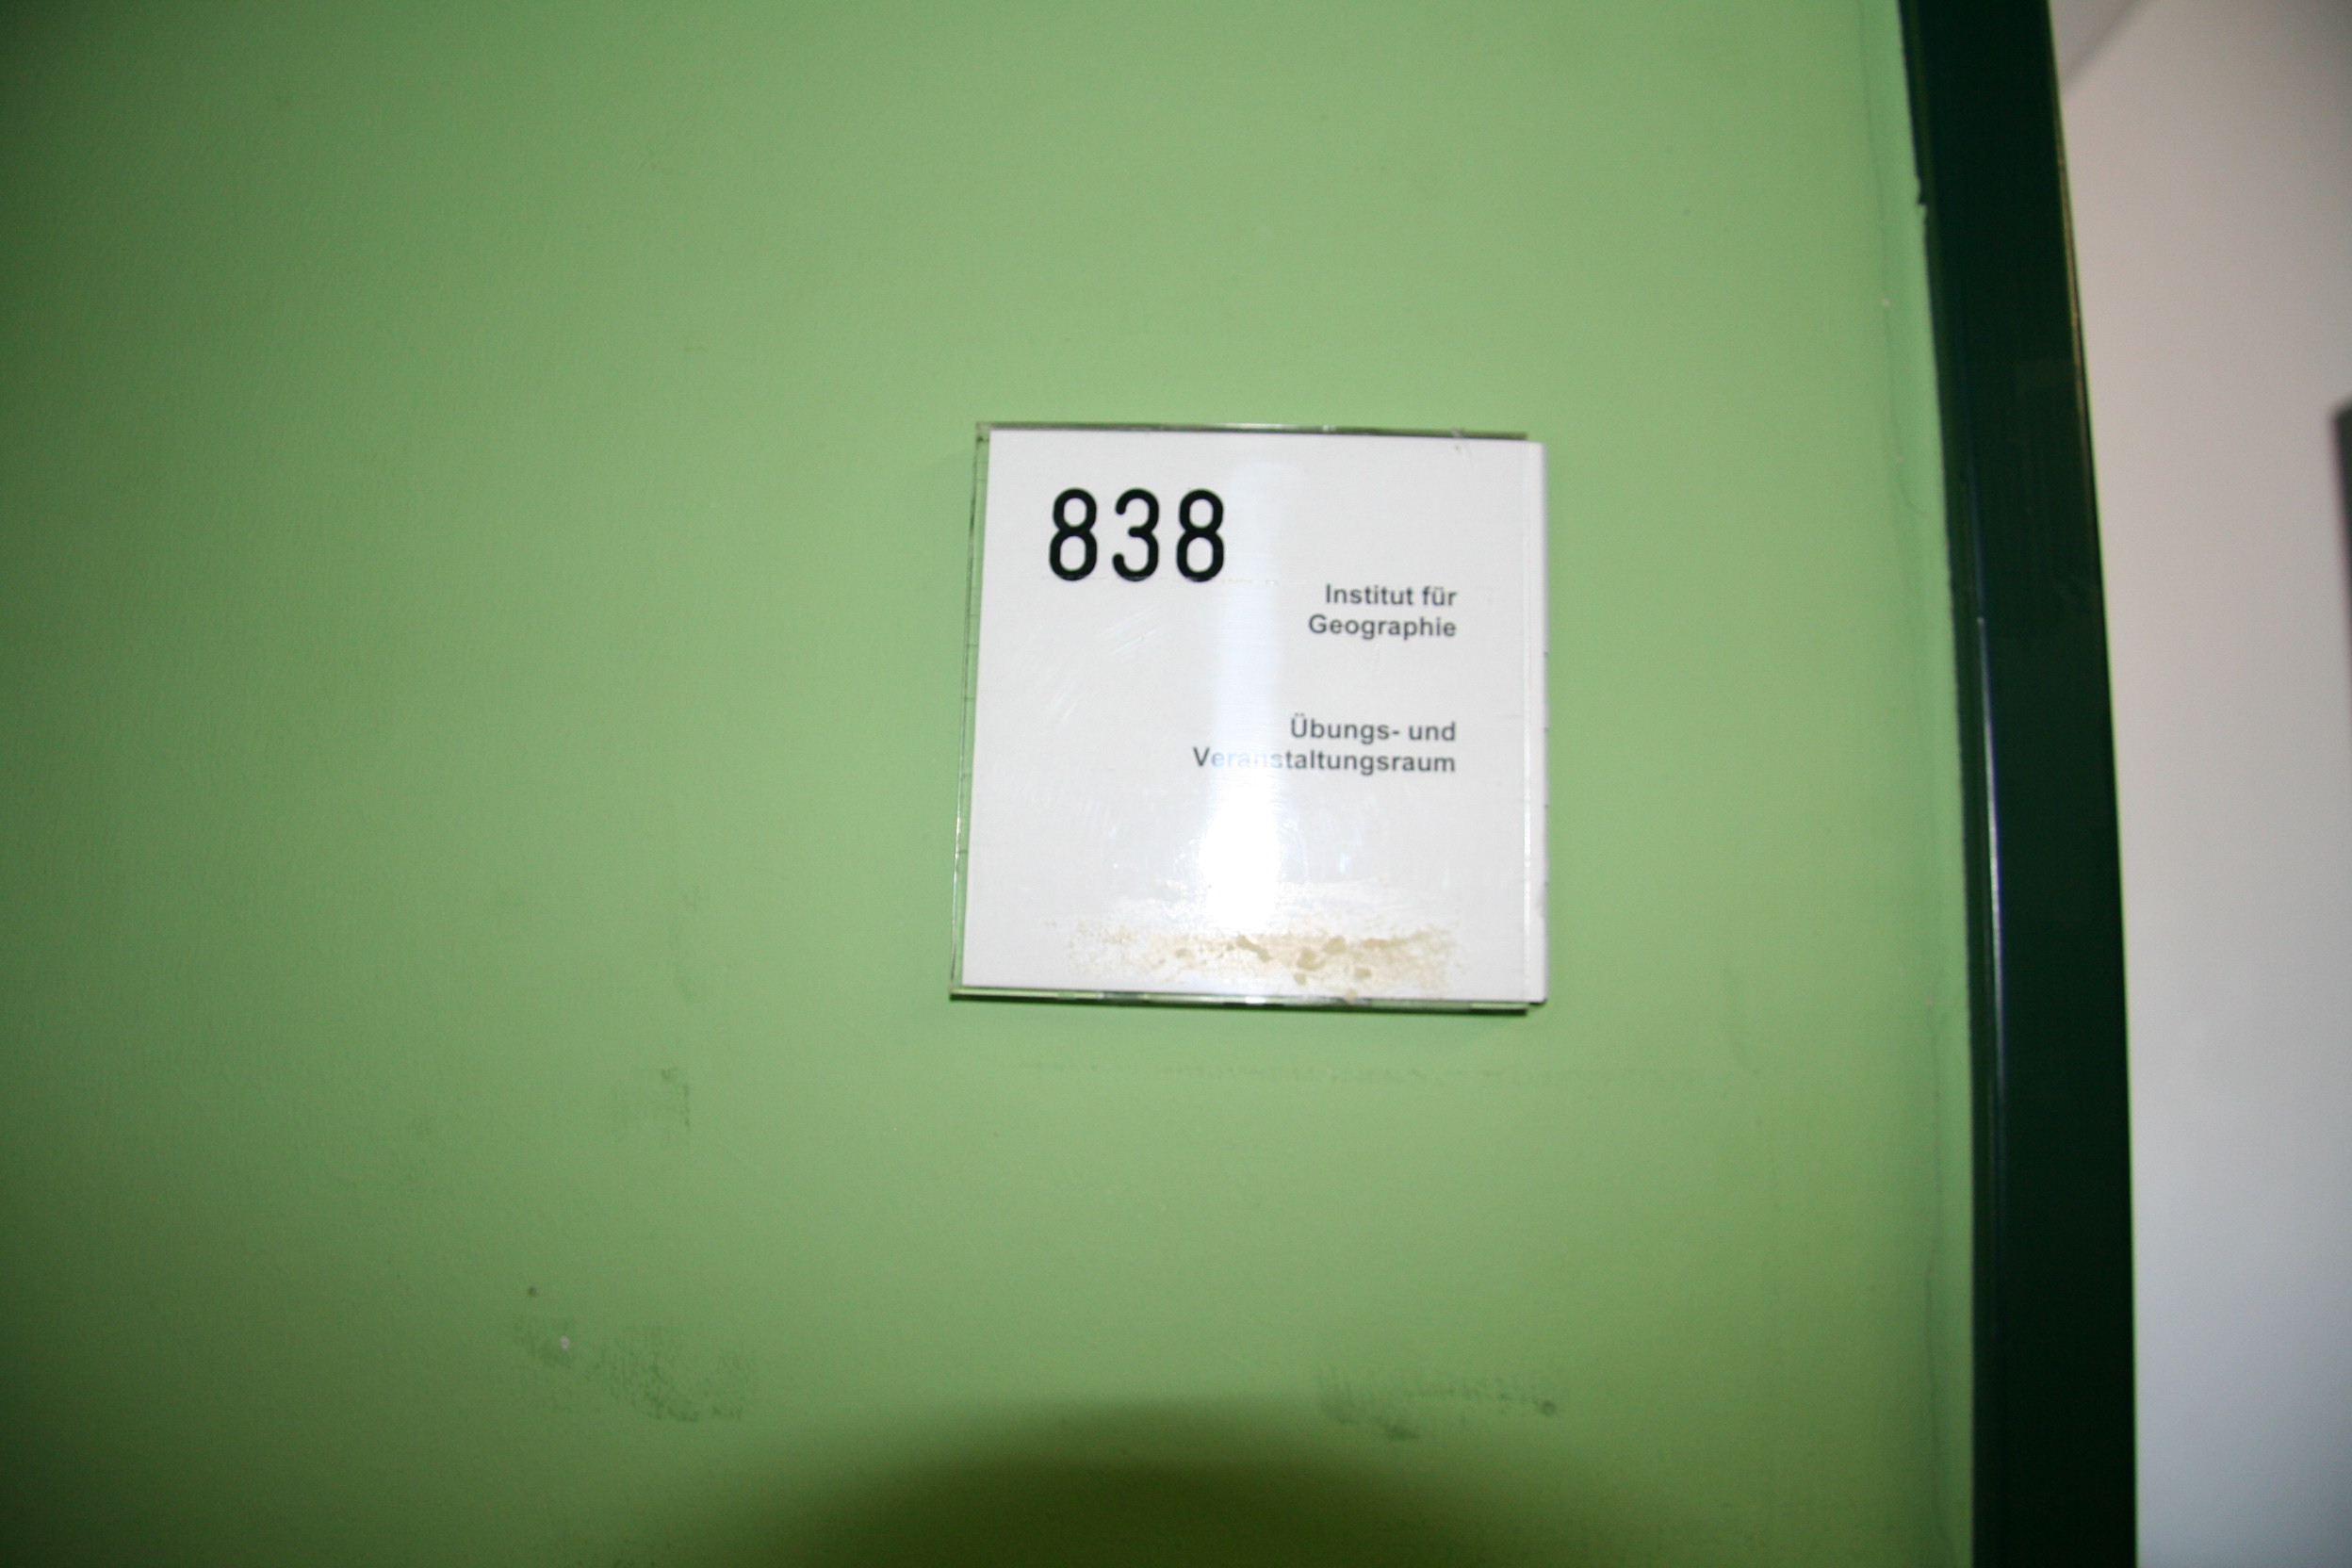 838
Institut für
Geographie
Übungs- und
Veranstaltungsraum